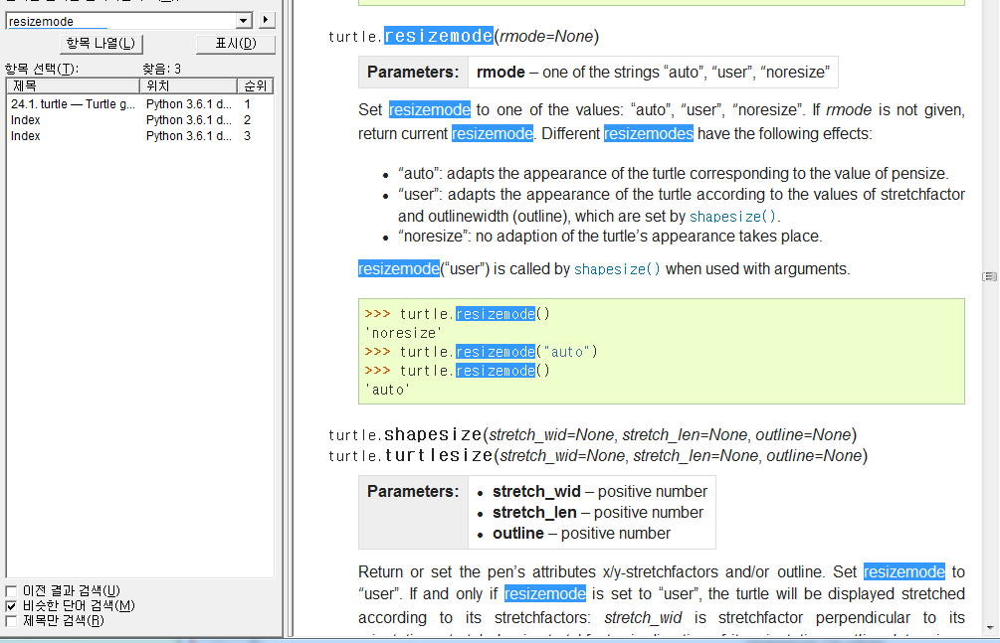 resizemode
항목 나열(L) 표시(D)
항목 선택(T): 찾음: 3
제목 위치 순위
24.1. turtle — Turtle g... Python 3.6.1 d... 1
Index Python 3.6.1 d... 2
Index Python 3.6.1 d... 3
이전 결과 검색(U)
비슷한 단어 검색(M)
제목만 검색(R)
turtle.resizemode(rmode=None)
Parameters: rmode – one of the strings “auto”, “user”, “noresize”
Set resizemode to one of the values: “auto”, “user”, “noresize”. If rmode is not given,
return current resizemode. Different resizemodes have the following effects:
• “auto”: adapts the appearance of the turtle corresponding to the value of pensize.
• “user”: adapts the appearance of the turtle according to the values of stretchfactor
and outlinewidth (outline), which are set by shapesize().
• “noresize”: no adaption of the turtle’s appearance takes place.
resizemode(“user”) is called by shapesize() when used with arguments.
>>> turtle.resizemode()
'noresize'
>>> turtle.resizemode("auto")
>>> turtle.resizemode()
'auto'
turtle.shapesize(stretch_wid=None, stretch_len=None, outline=None)
turtle.turtlesize(stretch_wid=None, stretch_len=None, outline=None)
Parameters: • stretch_wid – positive number
• stretch_len – positive number
• outline – positive number
Return or set the pen’s attributes x/y-stretchfactors and/or outline. Set resizemode to
“user”. If and only if resizemode is set to “user”, the turtle will be displayed stretched
according to its stretchfactors: stretch_wid is stretchfactor perpendicular to its